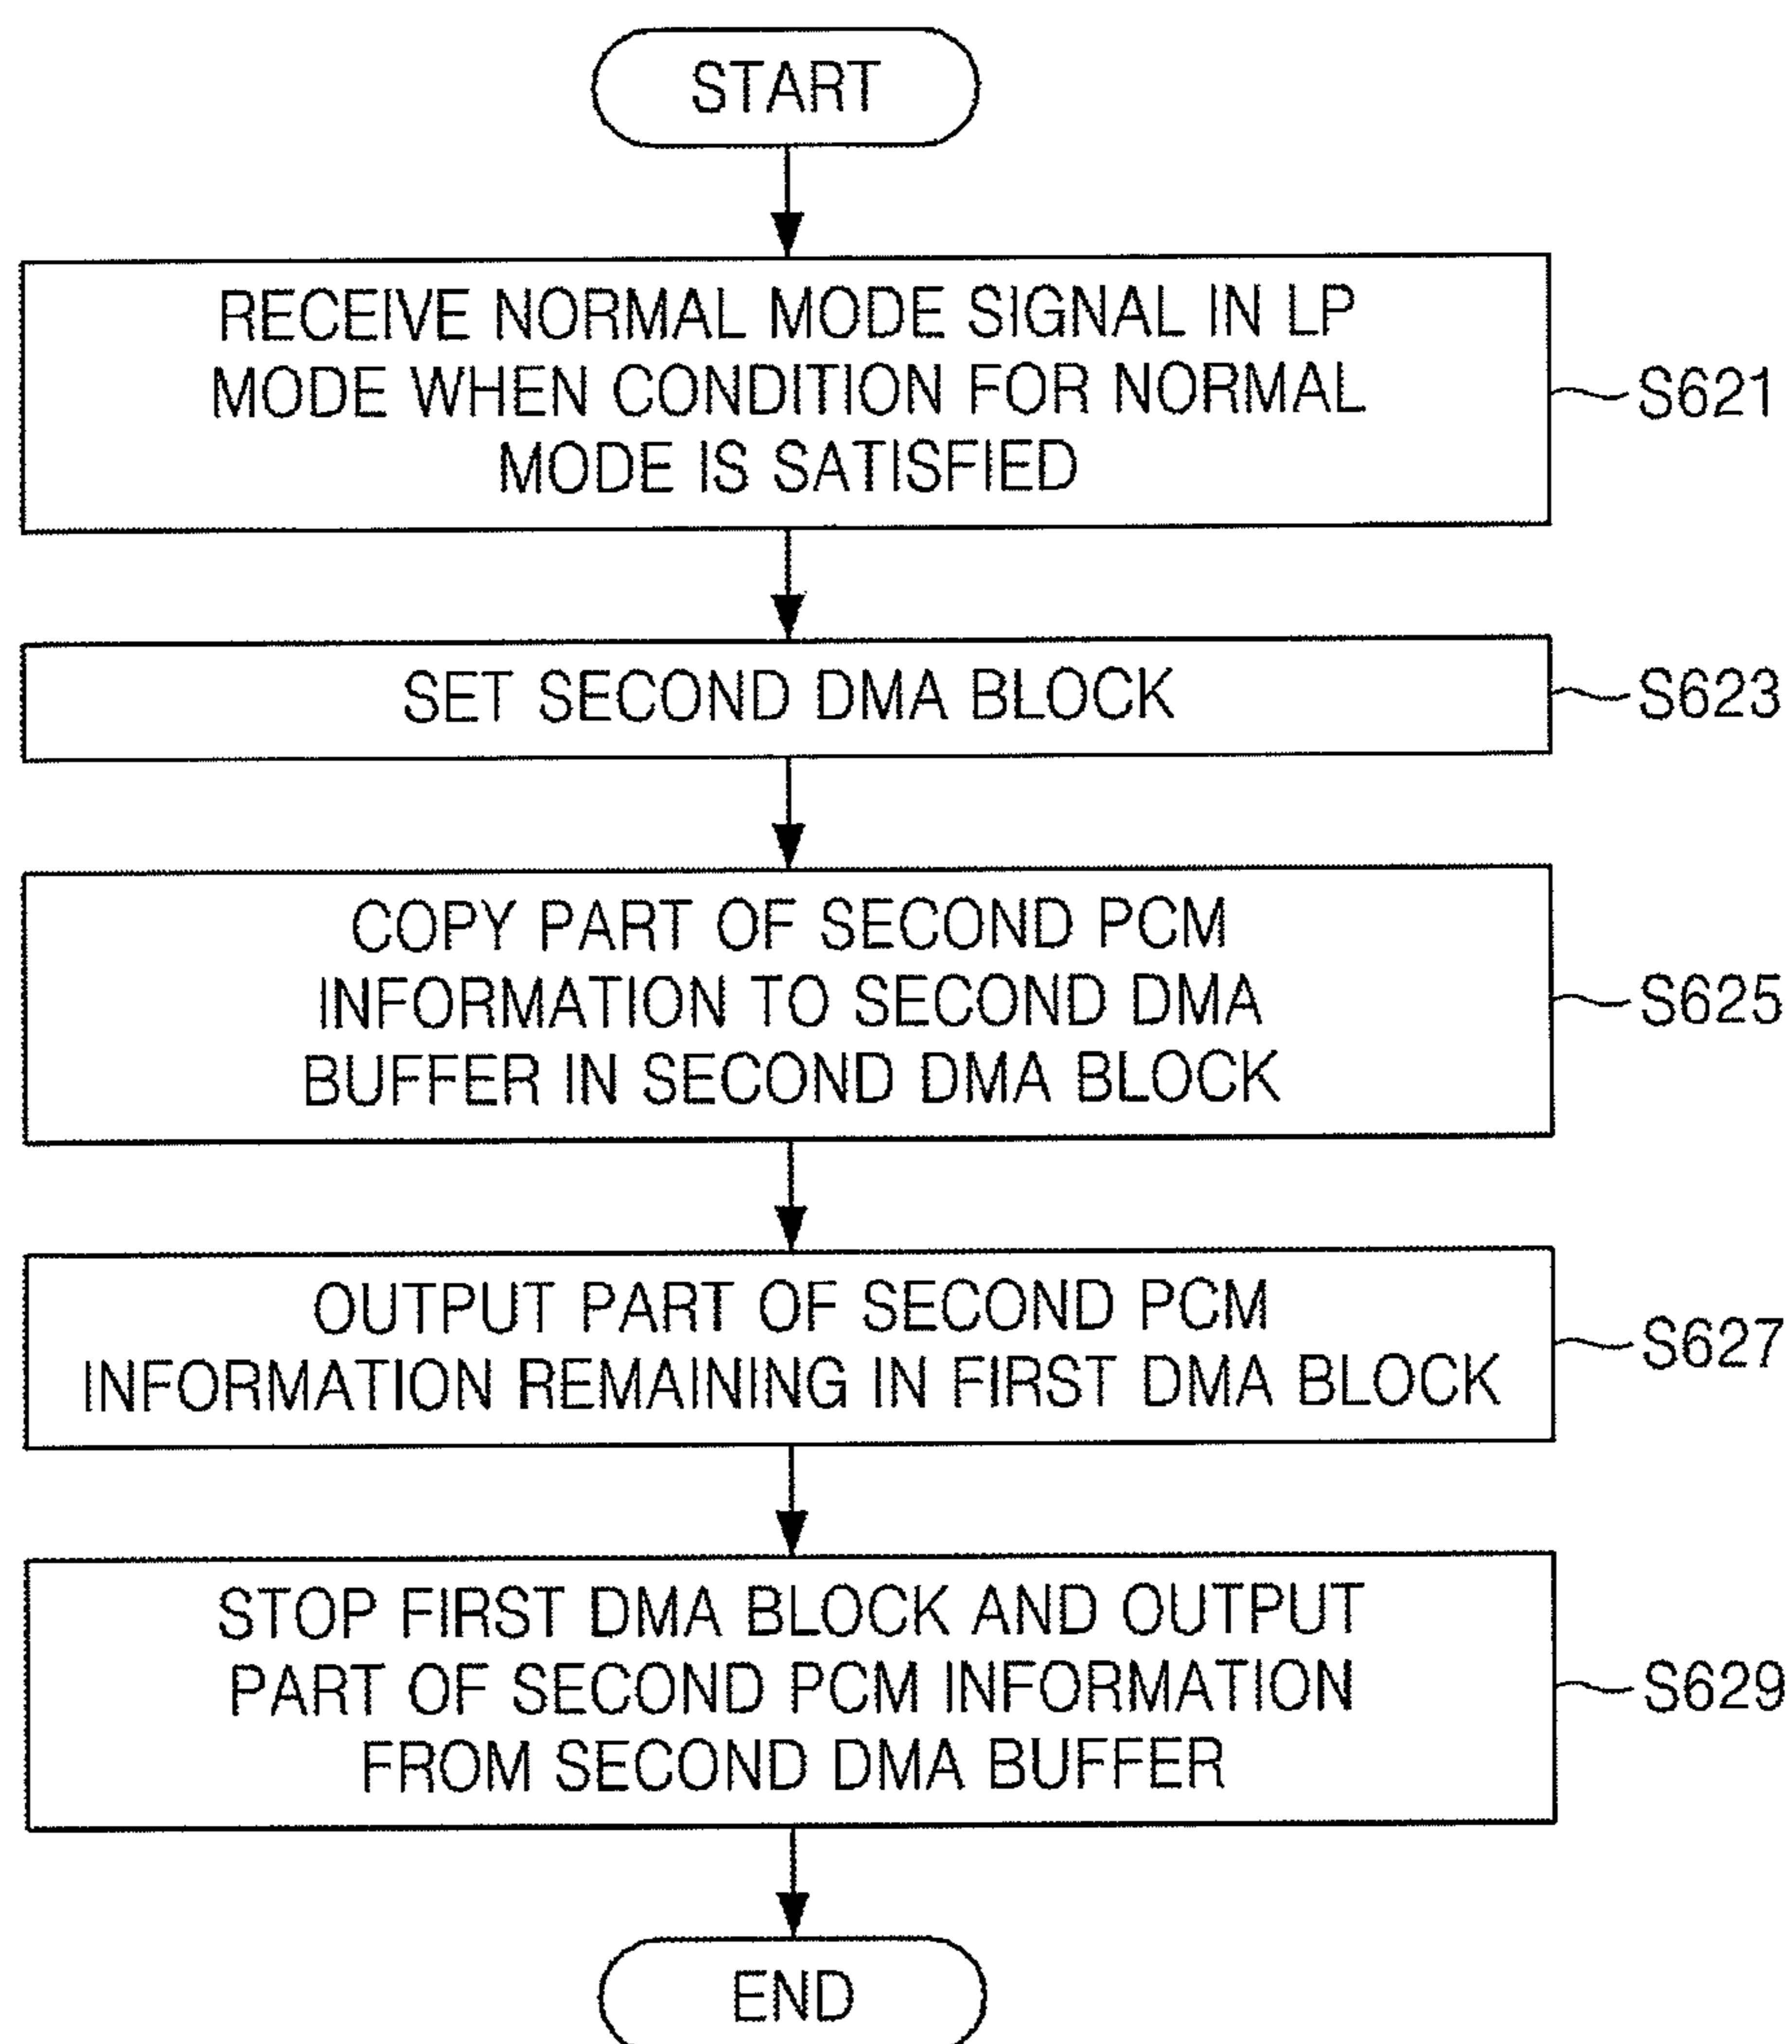 START
RECEIVE NORMAL MODE SIGNAL IN LP
MODE WHEN CONDITION FOR NORMAL
MODE IS SATISFIED
S621
SET SECOND DMA BLOCK
S623
COPY PART OF SECOND PCM
INFORMATION TO SECOND DMA
BUFFER IN SECOND DMA BLOCK
S625
OUTPUT PART OF SECOND PCM
INFORMATION REMAINING IN FIRST DMA BLOCK
S627
STOP FIRST DMA BLOCK AND OUTPUT
PART OF SECOND PCM INFORMATION
FROM SECOND DMA BUFFER
S629
END